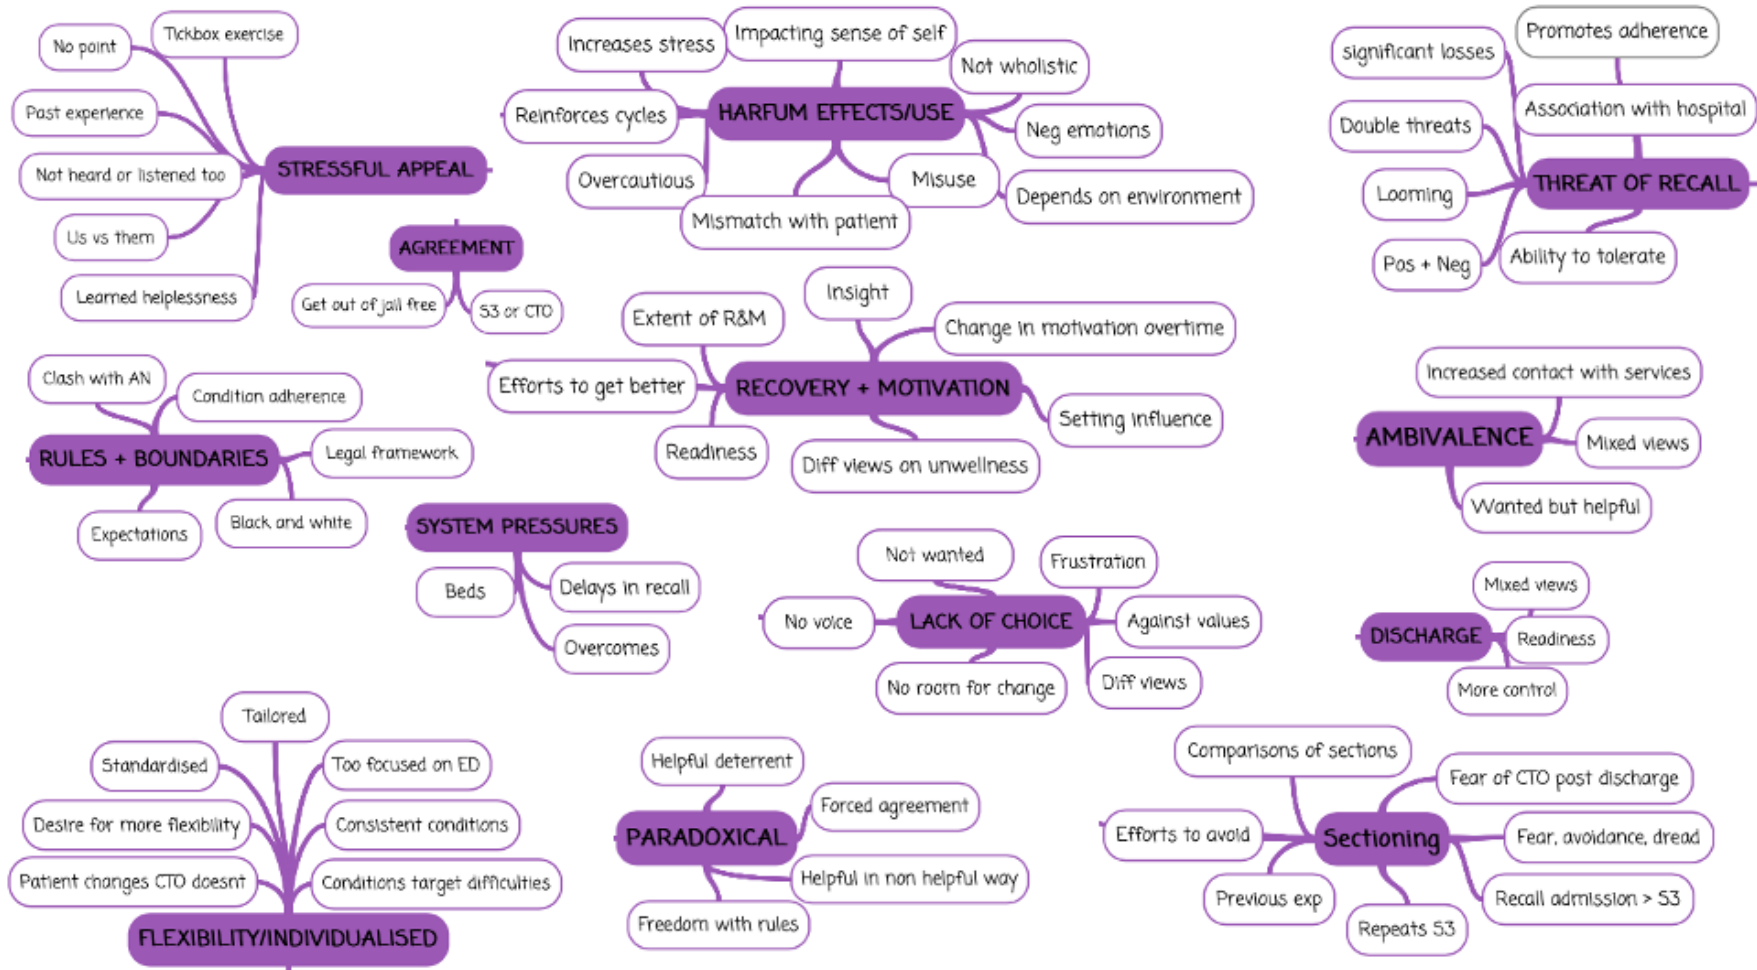 No point
Tickbox exercise
Past experience
Not heard or listened too
STRESSFUL APPEAL
Us vs them
Learned helplessness
AGREEMENT
Get out of jail free
S3 or CTO
Increases stress
Impacting sense of self
Not wholistic
Reinforces cycles
HARFUM EFFECTS/USE
Neg emotions
Overcautious
Misuse
Depends on environment
Mismatch with patient
significant losses
Promotes adherence
Double threats
Association with hospital
Looming
THREAT OF RECALL
Pos + Neg
Ability to tolerate
Clash with AN
Condition adherence
RULES + BOUNDARIES
Legal framework
Expectations
Black and white
Insight
Extent of R&M
Change in motivation overtime
Efforts to get better
RECOVERY + MOTIVATION
Setting influence
Readiness
Diff views on unwellness
Increased contact with services
AMBIVALENCE
Mixed views
Wanted but helpful
SYSTEM PRESSURES
Beds
Delays in recall
Overcomes
Not wanted
Frustration
No voice
LACK OF CHOICE
Against values
No room for change
Diff views
Mixed views
DISCHARGE
Readiness
More control
Tailored
Standardised
Too focused on ED
Desire for more flexibility
Consistent conditions
Patient changes CTO doesnt
Conditions target difficulties
FLEXIBILITY/INDIVIDUALISED
Helpful deterrent
Forced agreement
PARADOXICAL
Helpful in non helpful way
Freedom with rules
Comparisons of sections
Fear of CTO post discharge
Efforts to avoid
Sectioning
Fear, avoidance, dread
Previous exp
Recall admission > S3
Repeats S3